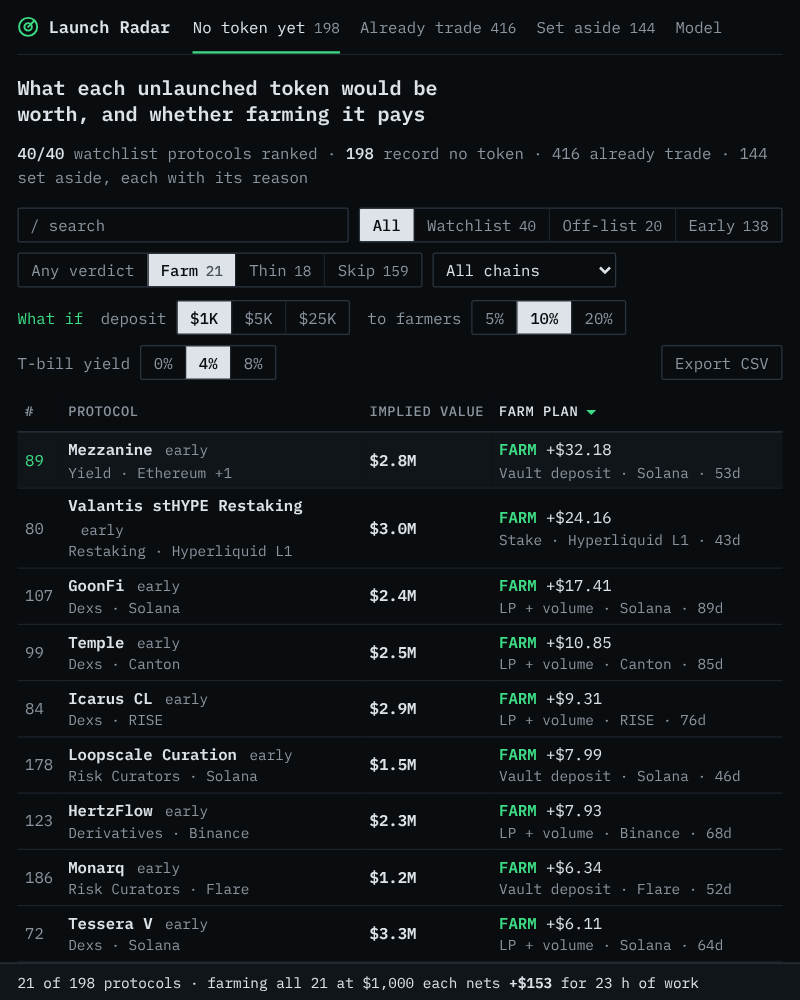 Launch Radar No token yet 198 Already trade 416 Set aside 144 Model
What each unlaunched token would be
worth, and whether farming it pays
40/40 watchlist protocols ranked · 198 record no token · 416 already trade · 144
set aside, each with its reason
/ search All Watchlist 40 Off-list 20 Early 138
Any verdict Farm 21 Thin 18 Skip 159 All chains
What if deposit $1K $5K $25K to farmers 5% 10% 20%
T-bill yield 0% 4% 8% Export CSV
# PROTOCOL IMPLIED VALUE FARM PLAN
89 Mezzanine early $2.8M FARM +$32.18
Yield · Ethereum +1 Vault deposit · Solana · 53d
Valantis stHYPE Restaking
early
80 $3.0M FARM +$24.16
Restaking · Hyperliquid L1 Stake · Hyperliquid L1 · 43d
107 GoonFi early $2.4M FARM +$17.41
Dexs · Solana LP + volume · Solana · 89d
99 Temple early $2.5M FARM +$10.85
Dexs · Canton LP + volume · Canton · 85d
84 Icarus CL early $2.9M FARM +$9.31
Dexs · RISE LP + volume · RISE · 76d
178 Loopscale Curation early $1.5M FARM +$7.99
Risk Curators · Solana Vault deposit · Solana · 46d
123 HertzFlow early $2.3M FARM +$7.93
Derivatives · Binance LP + volume · Binance · 68d
186 Monarq early $1.2M FARM +$6.34
Risk Curators · Flare Vault deposit · Flare · 52d
72 Tessera V early $3.3M FARM +$6.11
Dexs · Solana LP + volume · Solana · 64d
21 of 198 protocols · farming all 21 at $1,000 each nets +$153 for 23 h of work